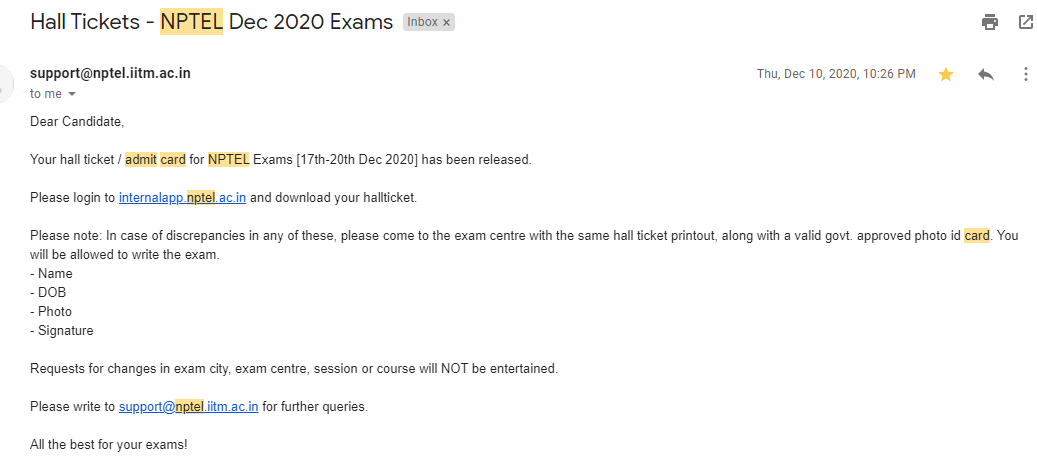 Hall Tickets - NPTEL Dec 2020 Exams Inbox ×
support@nptel.iitm.ac.in Thu, Dec 10, 2020, 10:26 PM
to me
Dear Candidate,
Your hall ticket / admit card for NPTEL Exams [17th-20th Dec 2020] has been released.
Please login to internalapp.nptel.ac.in and download your hallticket.
Please note: In case of discrepancies in any of these, please come to the exam centre with the same hall ticket printout, along with a valid govt. approved photo id card. You
will be allowed to write the exam.
- Name
- DOB
- Photo
- Signature
Requests for changes in exam city, exam centre, session or course will NOT be entertained.
Please write to support@nptel.iitm.ac.in for further queries.
All the best for your exams!